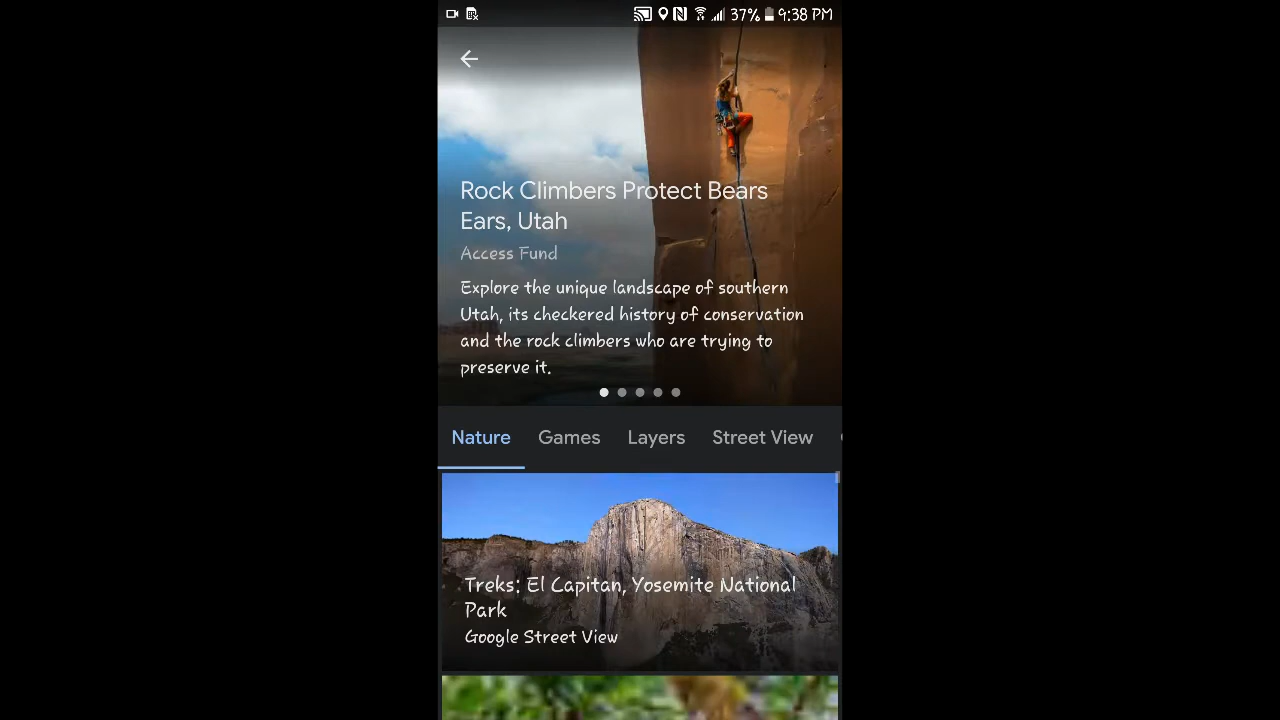 37% 9:38 PM
Rock Climbers Protect Bears
Ears, Utah
Access Fund
Explore the unique landscape of southern
Utah, its checkered history of conservation
and the rock climbers who are trying to
preserve it.
Nature Games Layers Street View
Treks: El Capitan, Yosemite National
Park
Google Street View